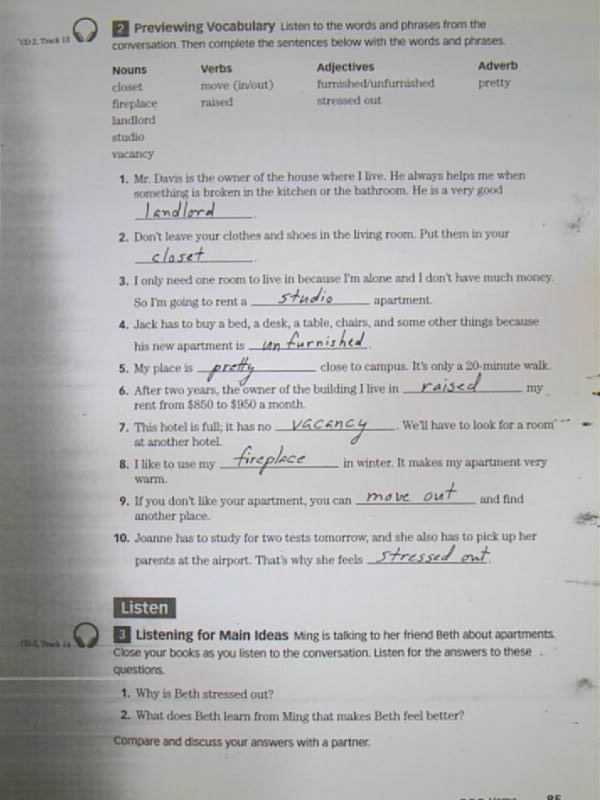 CD 2, Track 13
2 Previewing Vocabulary Listen to the words and phrases from the
conversation. Then complete the sentences below with the words and phrases.
Nouns Verbs Adjectives Adverb
closet move (in/out) furnished/unfurnished pretty
fireplace raised stressed out
landlord
studio
vacancy
1. Mr. Davis is the owner of the house where I live. He always helps me when
something is broken in the kitchen or the bathroom. He is a very good
landlord.
2. Don't leave your clothes and shoes in the living room. Put them in your
closet.
3. I only need one room to live in because I'm alone and I don't have much money.
So I'm going to rent a studio apartment.
4. Jack has to buy a bed, a desk, a table, chairs, and some other things because
his new apartment is unfurnished.
5. My place is pretty close to campus. It's only a 20-minute walk.
6. After two years, the owner of the building I live in raised my
rent from $850 to $950 a month.
7. This hotel is full; it has no vacancy. We'll have to look for a room
at another hotel.
8. I like to use my fireplace in winter. It makes my apartment very
warm.
9. If you don't like your apartment, you can move out and find
another place.
10. Joanne has to study for two tests tomorrow, and she also has to pick up her
parents at the airport. That's why she feels stressed out.
Listen
CD 2, Track 14
3 Listening for Main Ideas Ming is talking to her friend Beth about apartments.
Close your books as you listen to the conversation. Listen for the answers to these
questions.
1. Why is Beth stressed out?
2. What does Beth learn from Ming that makes Beth feel better?
Compare and discuss your answers with a partner.